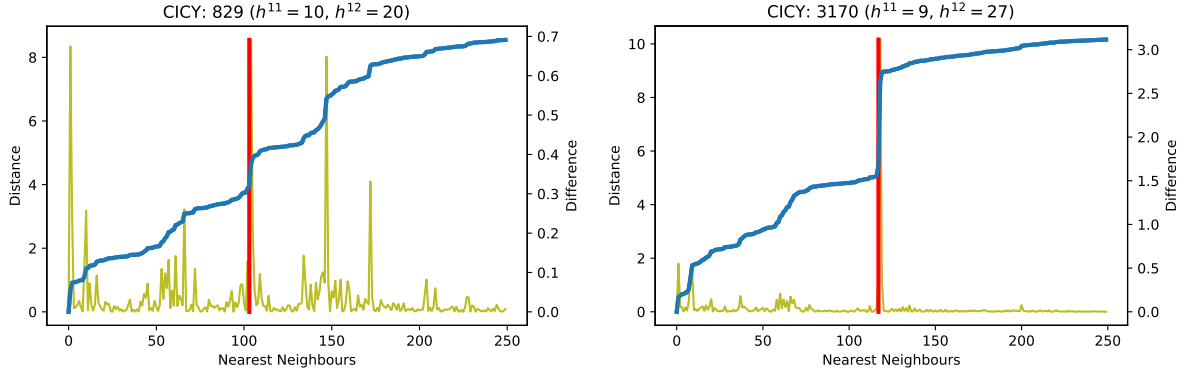 CICY: 829 (h¹¹ = 10, h¹² = 20)
Distance
8
6
4
2
0
0.7
0.6
0.5
0.4
0.3
0.2
0.1
0.0
Difference
0 50 100 150 200 250
Nearest Neighbours
CICY: 3170 (h¹¹ = 9, h¹² = 27)
Distance
10
8
6
4
2
0
3.0
2.5
2.0
1.5
1.0
0.5
0.0
Difference
0 50 100 150 200 250
Nearest Neighbours